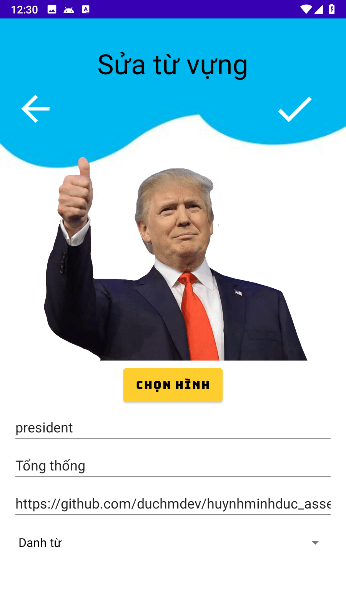 12:30
Sửa từ vựng
CHỌN HÌNH
president
Tổng thống
https://github.com/duchmdev/huynhminhduc_asse
Danh từ